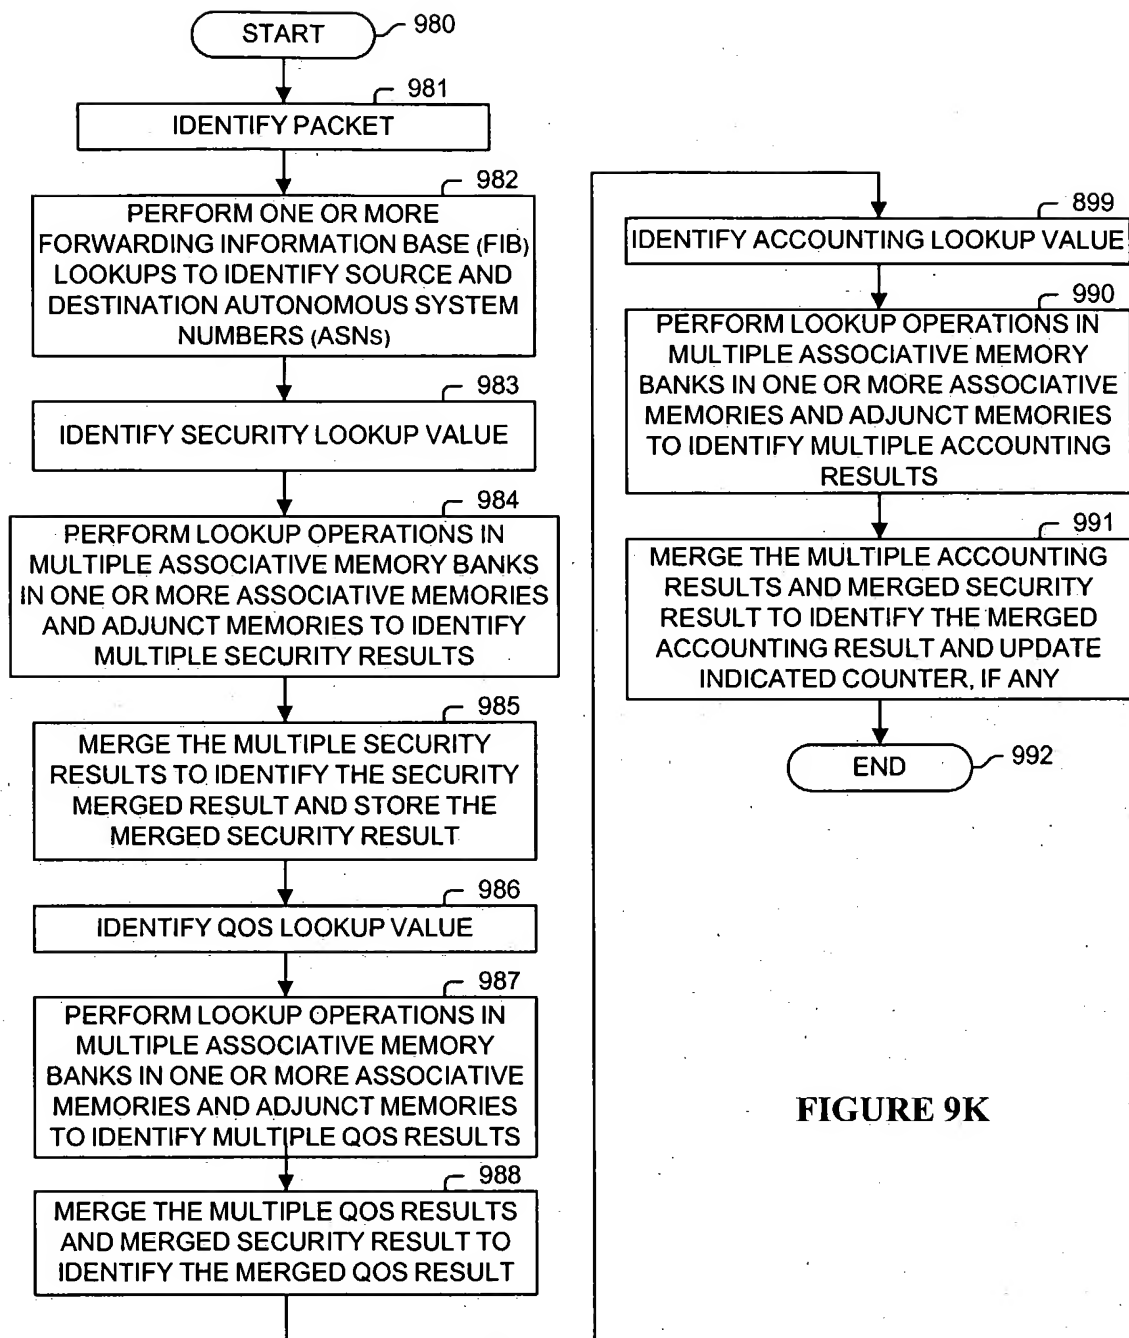 START
980
981
IDENTIFY PACKET
982
PERFORM ONE OR MORE
FORWARDING INFORMATION BASE (FIB)
LOOKUPS TO IDENTIFY SOURCE AND
DESTINATION AUTONOMOUS SYSTEM
NUMBERS (ASNs)
983
IDENTIFY SECURITY LOOKUP VALUE
984
PERFORM LOOKUP OPERATIONS IN
MULTIPLE ASSOCIATIVE MEMORY BANKS
IN ONE OR MORE ASSOCIATIVE MEMORIES
AND ADJUNCT MEMORIES TO IDENTIFY
MULTIPLE SECURITY RESULTS
985
MERGE THE MULTIPLE SECURITY
RESULTS TO IDENTIFY THE SECURITY
MERGED RESULT AND STORE THE
MERGED SECURITY RESULT
986
IDENTIFY QOS LOOKUP VALUE
987
PERFORM LOOKUP OPERATIONS IN
MULTIPLE ASSOCIATIVE MEMORY
BANKS IN ONE OR MORE ASSOCIATIVE
MEMORIES AND ADJUNCT MEMORIES
TO IDENTIFY MULTIPLE QOS RESULTS
988
MERGE THE MULTIPLE QOS RESULTS
AND MERGED SECURITY RESULT TO
IDENTIFY THE MERGED QOS RESULT
899
IDENTIFY ACCOUNTING LOOKUP VALUE
990
PERFORM LOOKUP OPERATIONS IN
MULTIPLE ASSOCIATIVE MEMORY
BANKS IN ONE OR MORE ASSOCIATIVE
MEMORIES AND ADJUNCT MEMORIES
TO IDENTIFY MULTIPLE ACCOUNTING
RESULTS
991
MERGE THE MULTIPLE ACCOUNTING
RESULTS AND MERGED SECURITY
RESULT TO IDENTIFY THE MERGED
ACCOUNTING RESULT AND UPDATE
INDICATED COUNTER, IF ANY
END
992
FIGURE 9K